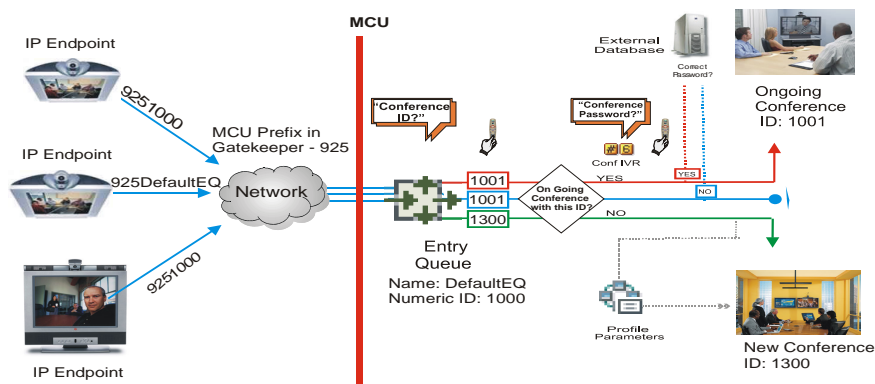 MCU
IP Endpoint
9251000
IP Endpoint
925DefaultEQ
9251000
IP Endpoint
MCU Prefix in
Gatekeeper - 925
Network
"Conference
ID?"
Entry
Queue
Name: DefaultEQ
Numeric ID: 1000
1001
1001
1300
On Going
Conference
with this ID?
"Conference
Password?"
# 6
Conf IVR
YES
NO
External
Database
Correct
Password?
YES
NO
Ongoing
Conference
ID: 1001
Profile
Parameters
New Conference
ID: 1300